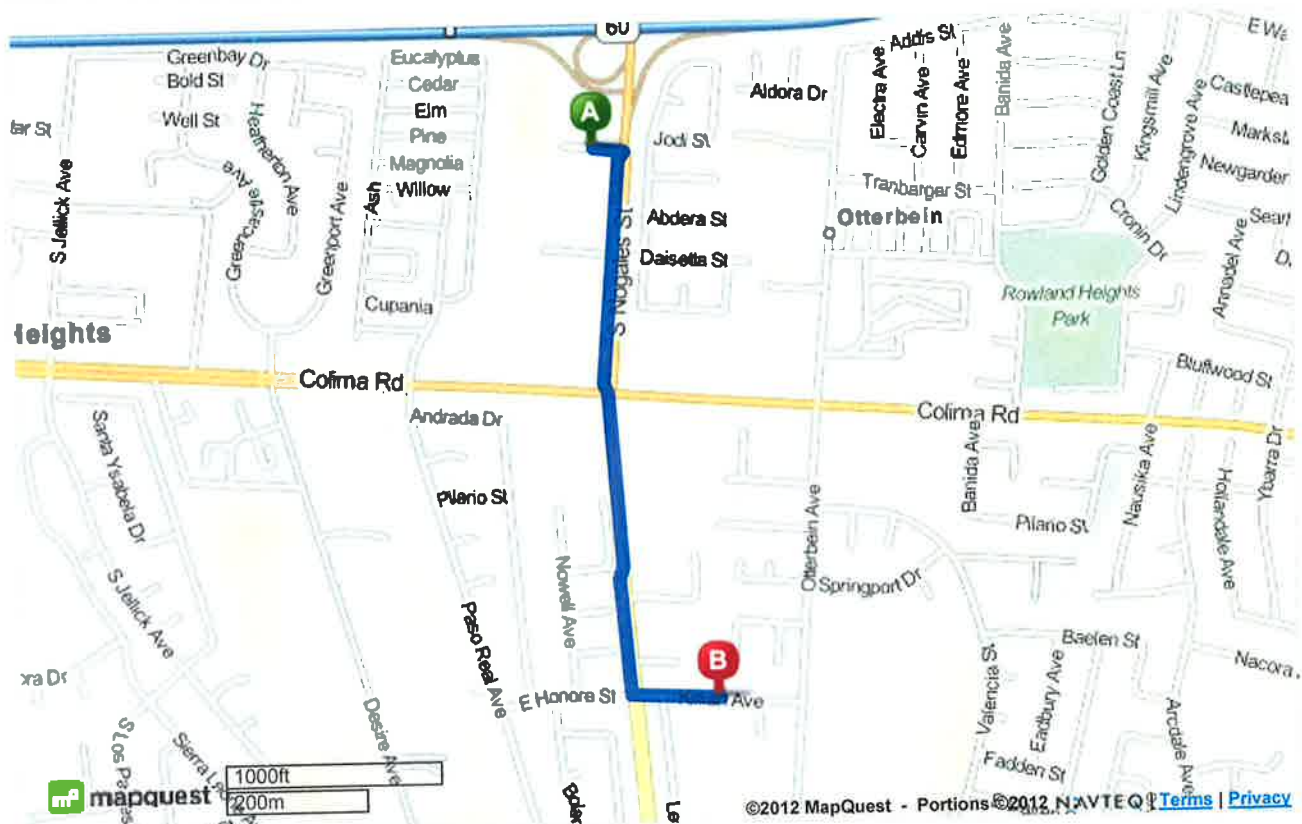 60
Greenbay Dr
Bold St
Well St
Heatherton Ave
Greencastle Ave
Greenport Ave
S Jellick Ave
Eucalyptus
Cedar
Elm
Pine
Magnolia
Willow
Ash
Cupania
A
Jodi St
Abdera St
Daisetta St
S Nogales St
Aldora Dr
Electra Ave
Addis St
Carvin Ave
Edmore Ave
Banida Ave
Tranbarger St
Otterbein
Golden Coast Ln
Kingsmill Ave
Lindengrove Ave
Cronin Dr
Annadel Ave
Castlepea
Newgarden
Rowland Heights
Park
Bluffwood St
Heights
Colima Rd
Colima Rd
Andrada Dr
Santa Ysabela Dr
Pilario St
Nowell Ave
S Jellick Ave
Paso Real Ave
Desire Ave
E Honore St
B
Ave
Otterbein Ave
Springport Dr
Banida Ave
Pilario St
Nausika Ave
Hollandale Ave
Ybarra Dr
Baelen St
Nacora
Valencia St
Eadbury Ave
Fadden St
Arcdale Ave
1000ft
200m
mapquest
©2012 MapQuest - Portions ©2012 NAVTEQ | Terms | Privacy